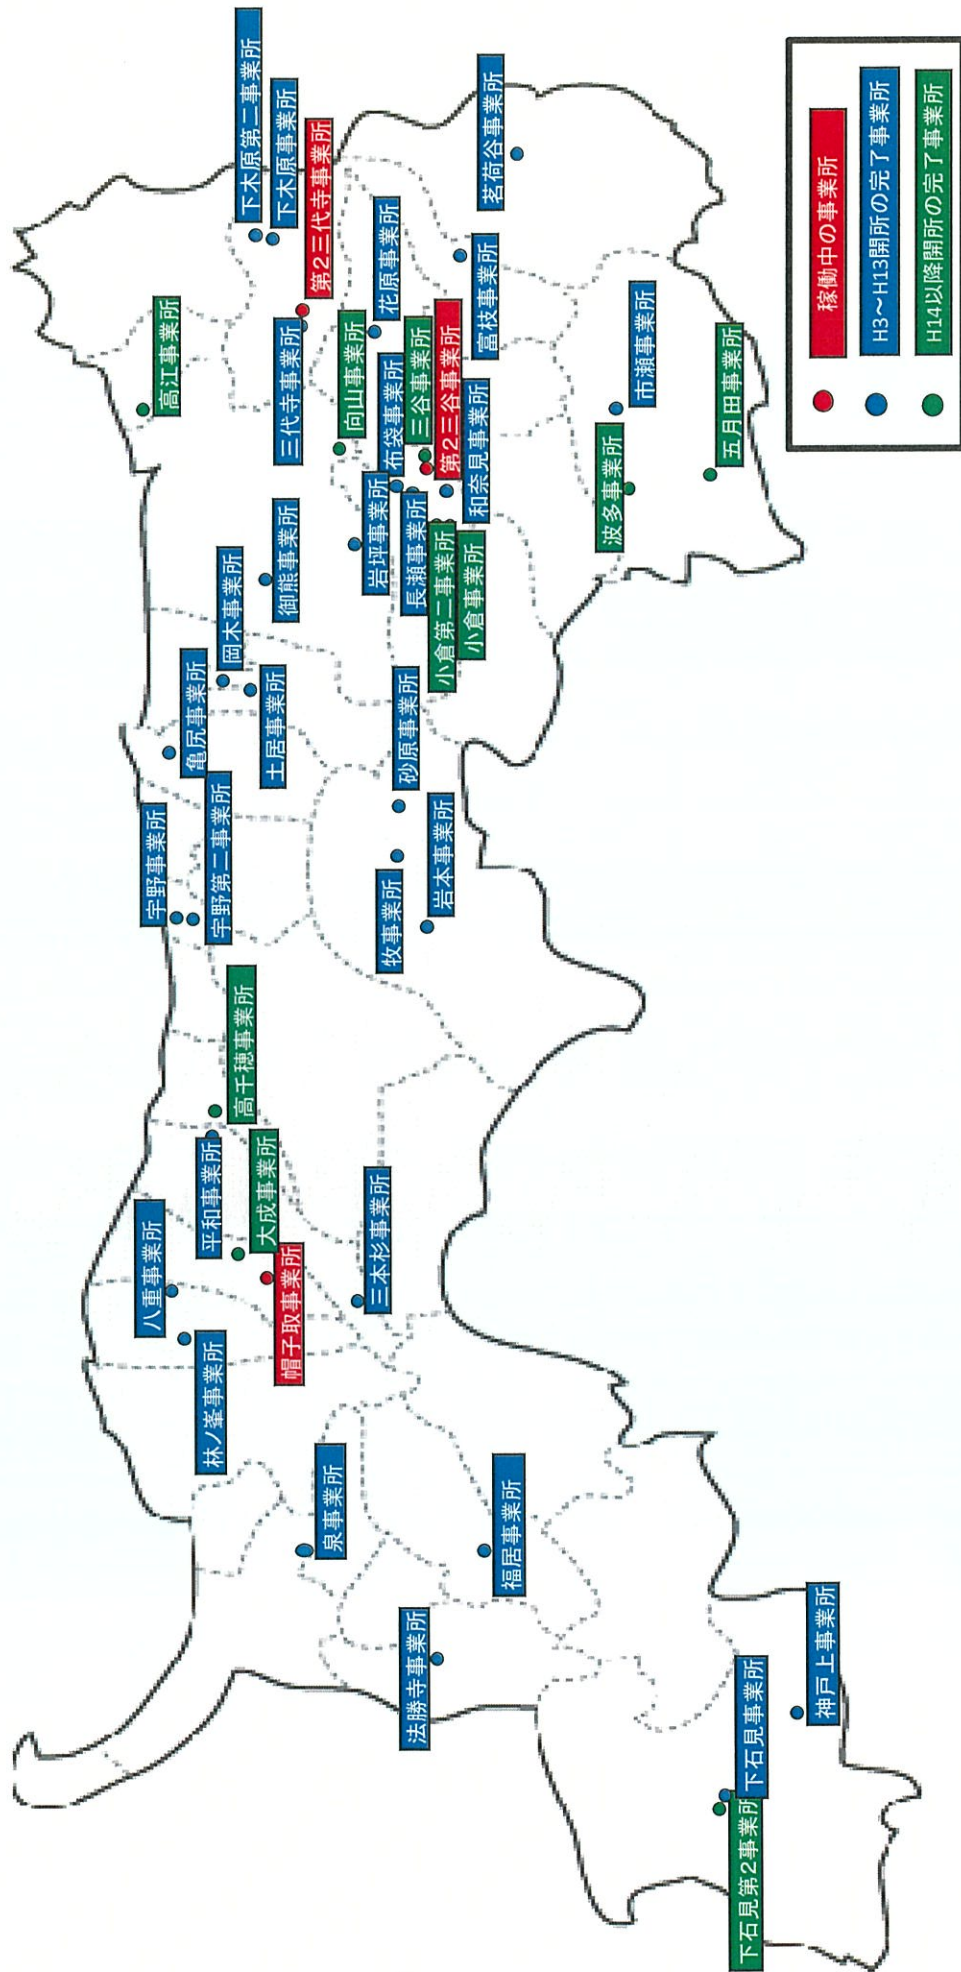 下木原第二事業所
下木原事業所
第2三代寺事業所
茗荷谷事業所
高江事業所
三代寺事業所
向山事業所
花原事業所
布袋事業所
三谷事業所
第2三谷事業所
富枝事業所
和奈見事業所
市瀬事業所
波多事業所
五月田事業所
御熊事業所
岩坪事業所
長瀬事業所
小倉第二事業所
小倉事業所
岡木事業所
亀尻事業所
土居事業所
砂原事業所
宇野事業所
宇野第二事業所
牧事業所
岩本事業所
高千穂事業所
平和事業所
大成事業所
八重事業所
帽子取事業所
三本杉事業所
林ノ峯事業所
泉事業所
福居事業所
法勝寺事業所
神戸上事業所
下石見事業所
下石見第2事業所
稼働中の事業所
H3～H13開所の完了事業所
H14以降開所の完了事業所